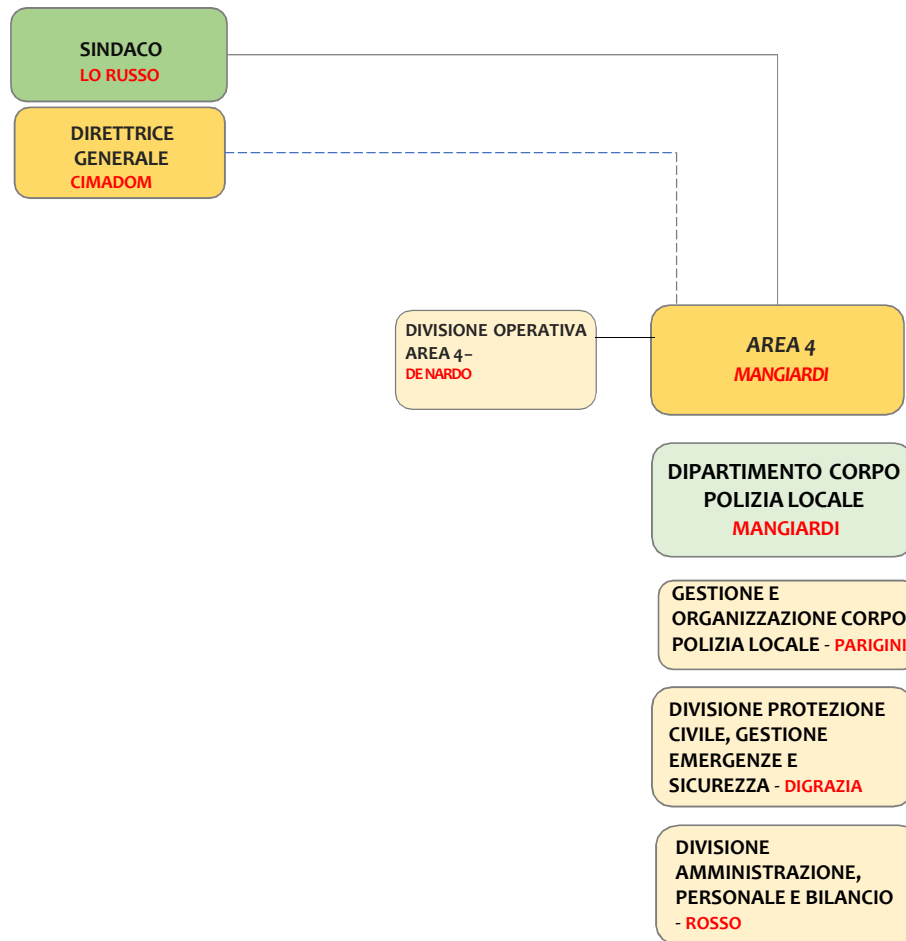 SINDACO
LO RUSSO
DIRETTRICE
GENERALE
CIMADOM
DIVISIONE OPERATIVA
AREA 4–
DE NARDO
AREA 4
MANGIARDI
DIPARTIMENTO CORPO
POLIZIA LOCALE
MANGIARDI
GESTIONE E
ORGANIZZAZIONE CORPO
POLIZIA LOCALE - PARIGINI
DIVISIONE PROTEZIONE
CIVILE, GESTIONE
EMERGENZE E
SICUREZZA - DIGRAZIA
DIVISIONE
AMMINISTRAZIONE,
PERSONALE E BILANCIO
- ROSSO